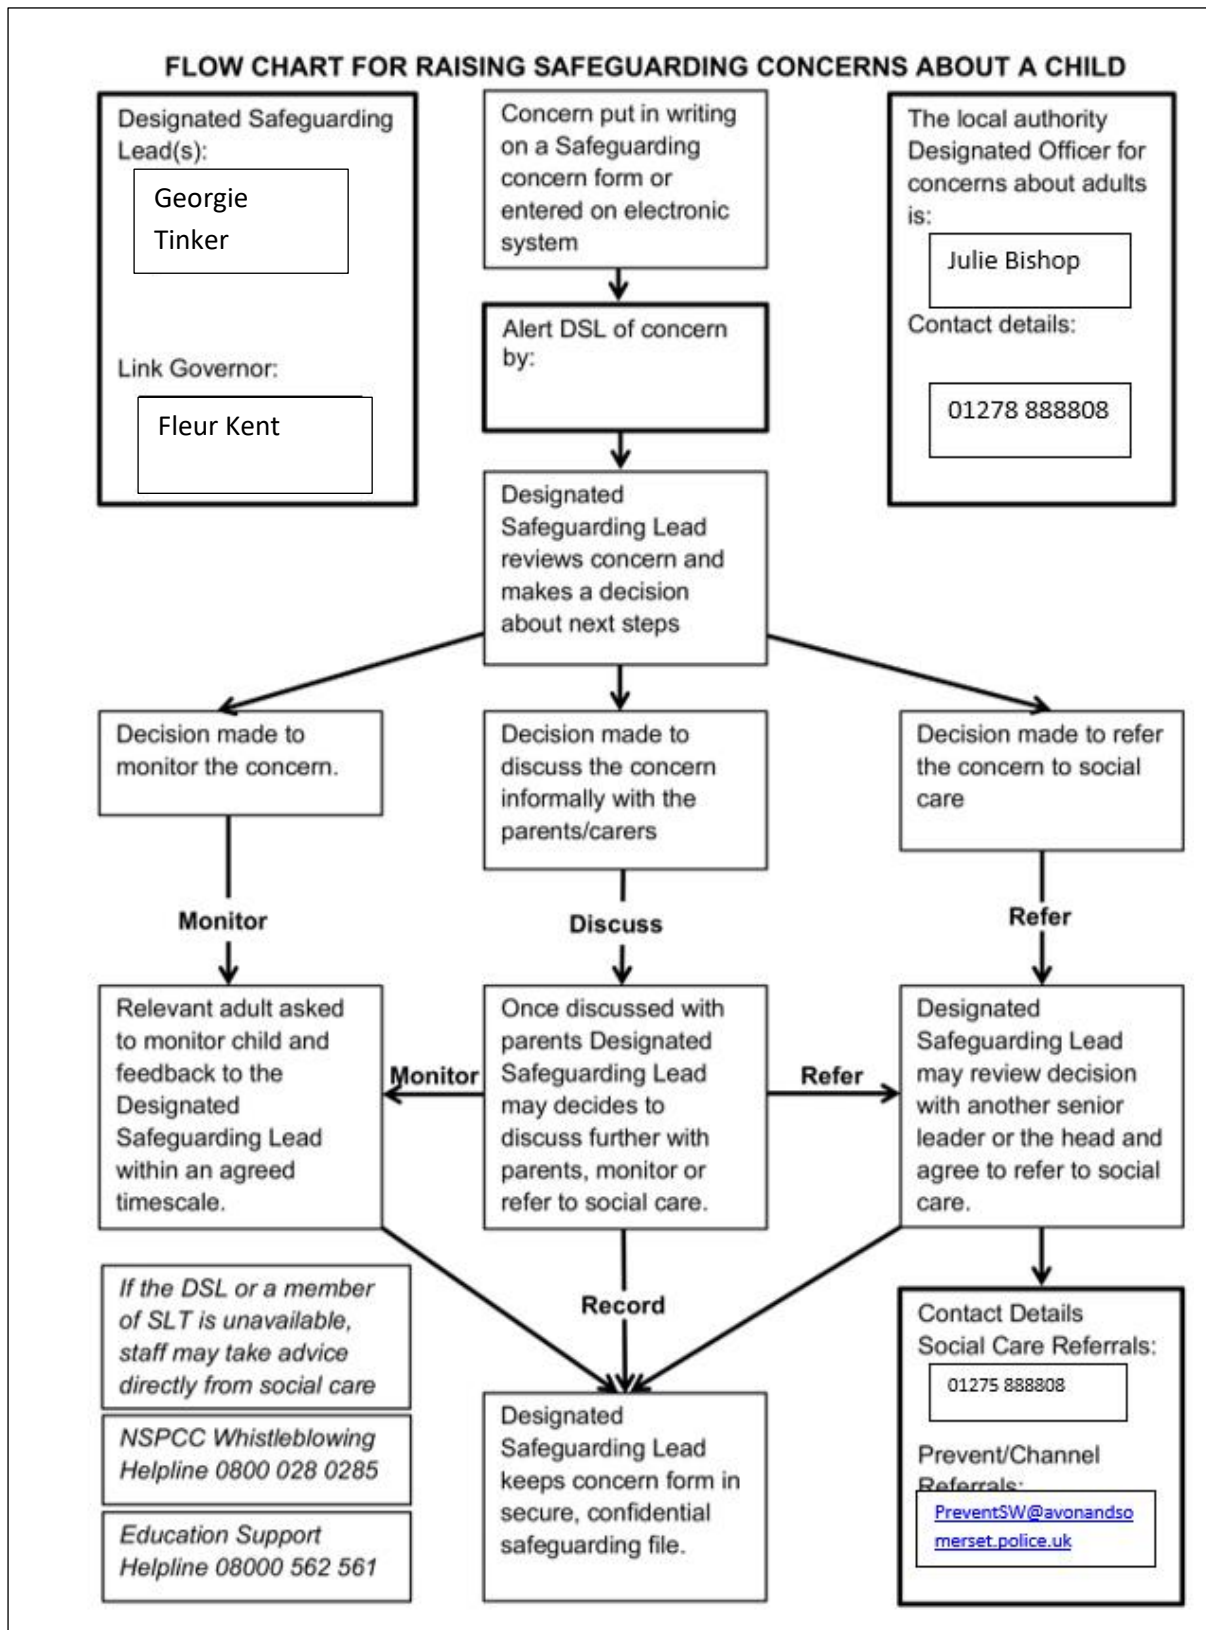 FLOW CHART FOR RAISING SAFEGUARDING CONCERNS ABOUT A CHILD
Designated Safeguarding
Lead(s):
Georgie
Tinker
Link Governor:
Fleur Kent
Concern put in writing
on a Safeguarding
concern form or
entered on electronic
system
The local authority
Designated Officer for
concerns about adults
is:
Julie Bishop
Contact details:
01278 888808
Alert DSL of concern
by:
Designated
Safeguarding Lead
reviews concern and
makes a decision
about next steps
Decision made to
monitor the concern.
Decision made to
discuss the concern
informally with the
parents/carers
Decision made to refer
the concern to social
care
Monitor
Discuss
Refer
Relevant adult asked
to monitor child and
feedback to the
Designated
Safeguarding Lead
within an agreed
timescale.
Monitor
Once discussed with
parents Designated
Safeguarding Lead
may decides to
discuss further with
parents, monitor or
refer to social care.
Refer
Designated
Safeguarding Lead
may review decision
with another senior
leader or the head and
agree to refer to social
care.
If the DSL or a member
of SLT is unavailable,
staff may take advice
directly from social care
NSPCC Whistleblowing
Helpline 0800 028 0285
Education Support
Helpline 08000 562 561
Record
Designated
Safeguarding Lead
keeps concern form in
secure, confidential
safeguarding file.
Contact Details
Social Care Referrals:
01275 888808
Prevent/Channel
Referrals:
PreventSW@avonandso
merset.police.uk